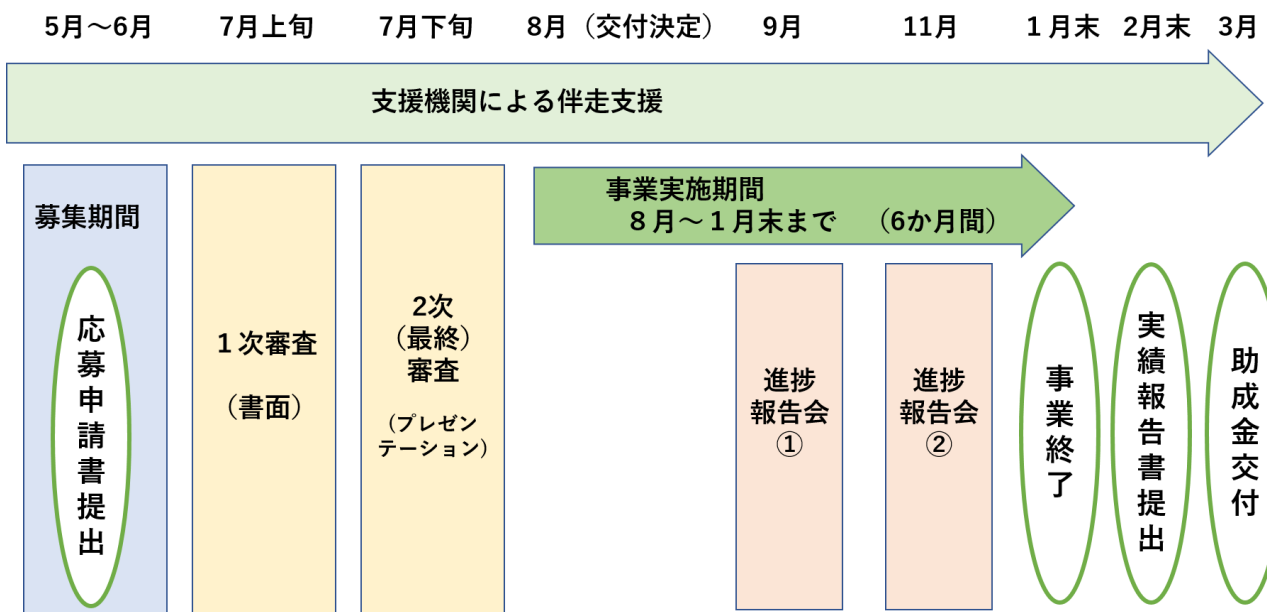 5月～6月
7月上旬
7月下旬
8月（交付決定）
9月
11月
１月末
2月末
3月
支援機関による伴走支援
事業実施期間
８月～１月末まで　（6か月間）
募集期間
応募申請書提出
１次審査
（書面）
2次
（最終）
審査
（プレゼン
テーション）
進捗
報告会
①
進捗
報告会
②
事業終了
実績報告書提出
助成金交付